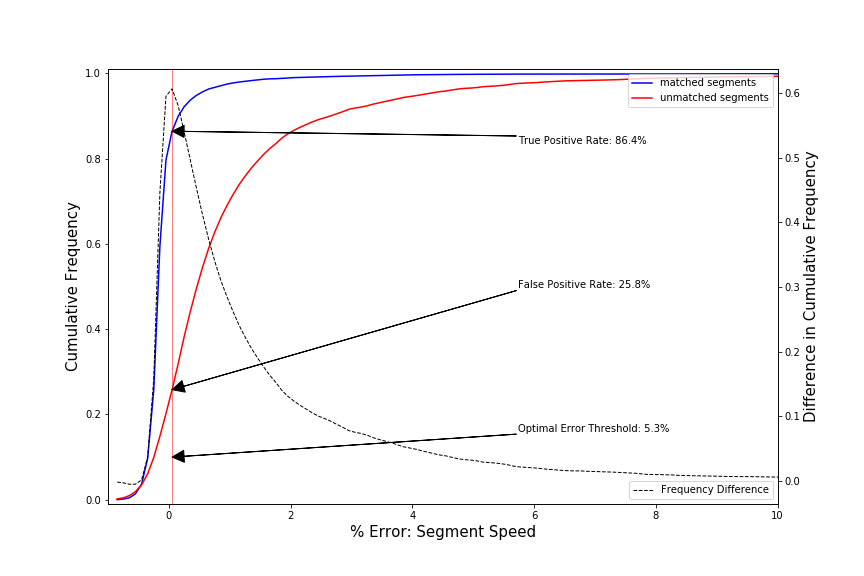 matched segments
unmatched segments
True Positive Rate: 86.4%
False Positive Rate: 25.8%
Optimal Error Threshold: 5.3%
Frequency Difference
Cumulative Frequency
1.0
0.8
0.6
0.4
0.2
0.0
Difference in Cumulative Frequency
0.6
0.5
0.4
0.3
0.2
0.1
0.0
0
2
4
6
8
10
% Error: Segment Speed